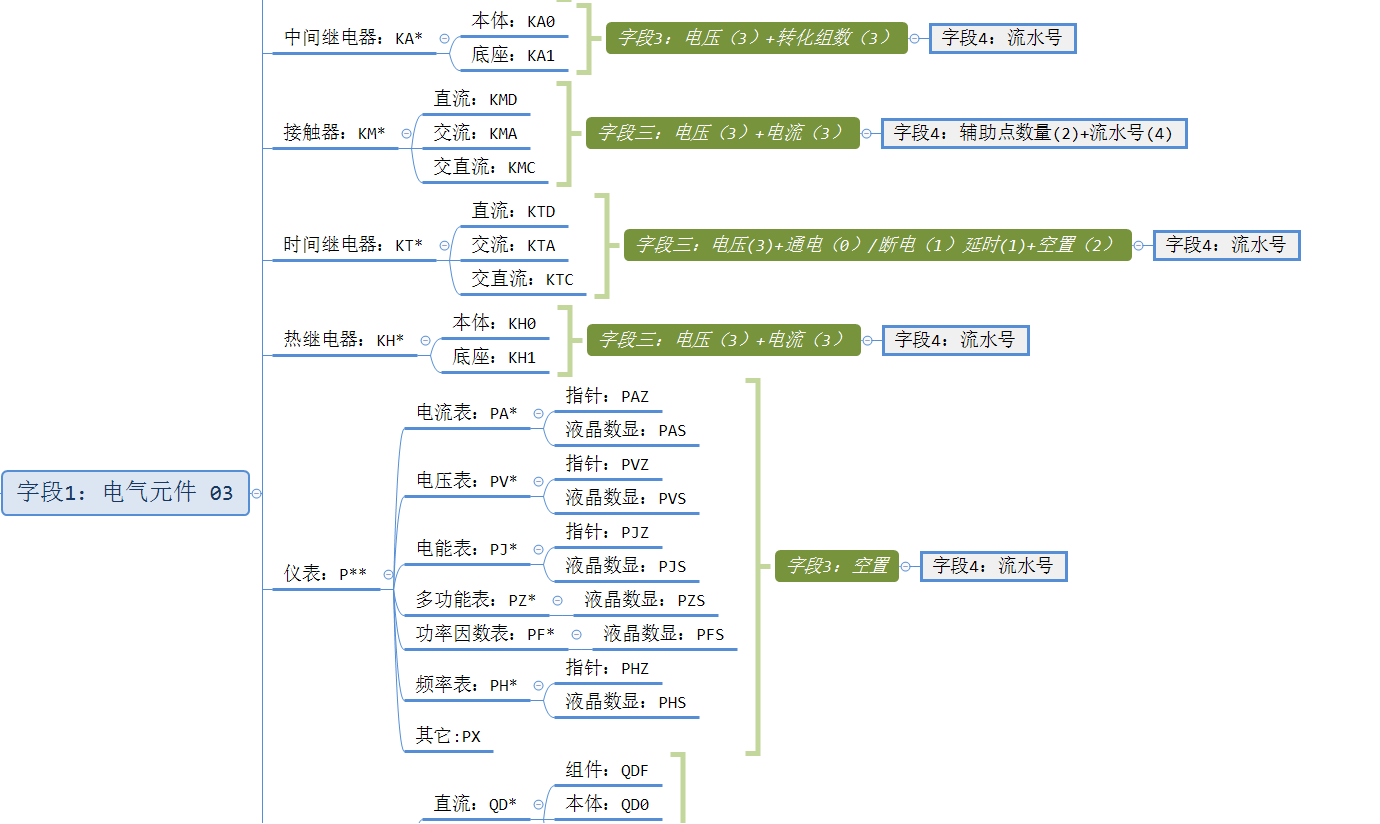 中间继电器：KA*
本体：KA0
底座：KA1
字段3：电压（3）+转化组数（3）
字段4：流水号
接触器：KM*
直流：KMD
交流：KMA
交直流：KMC
字段三：电压（3）+电流（3）
字段4：辅助点数量(2)+流水号(4)
时间继电器：KT*
直流：KTD
交流：KTA
交直流：KTC
字段三：电压(3)+通电（0）/断电（1）延时(1)+空置（2）
字段4：流水号
热继电器：KH*
本体：KH0
底座：KH1
字段三：电压（3）+电流（3）
字段4：流水号
字段1：电气元件 03
仪表：P**
电流表：PA*
指针：PAZ
液晶数显：PAS
电压表：PV*
指针：PVZ
液晶数显：PVS
电能表：PJ*
指针：PJZ
液晶数显：PJS
多功能表：PZ*
液晶数显：PZS
功率因数表：PF*
液晶数显：PFS
频率表：PH*
指针：PHZ
液晶数显：PHS
其它:PX
字段3：空置
字段4：流水号
直流：QD*
组件：QDF
本体：QD0